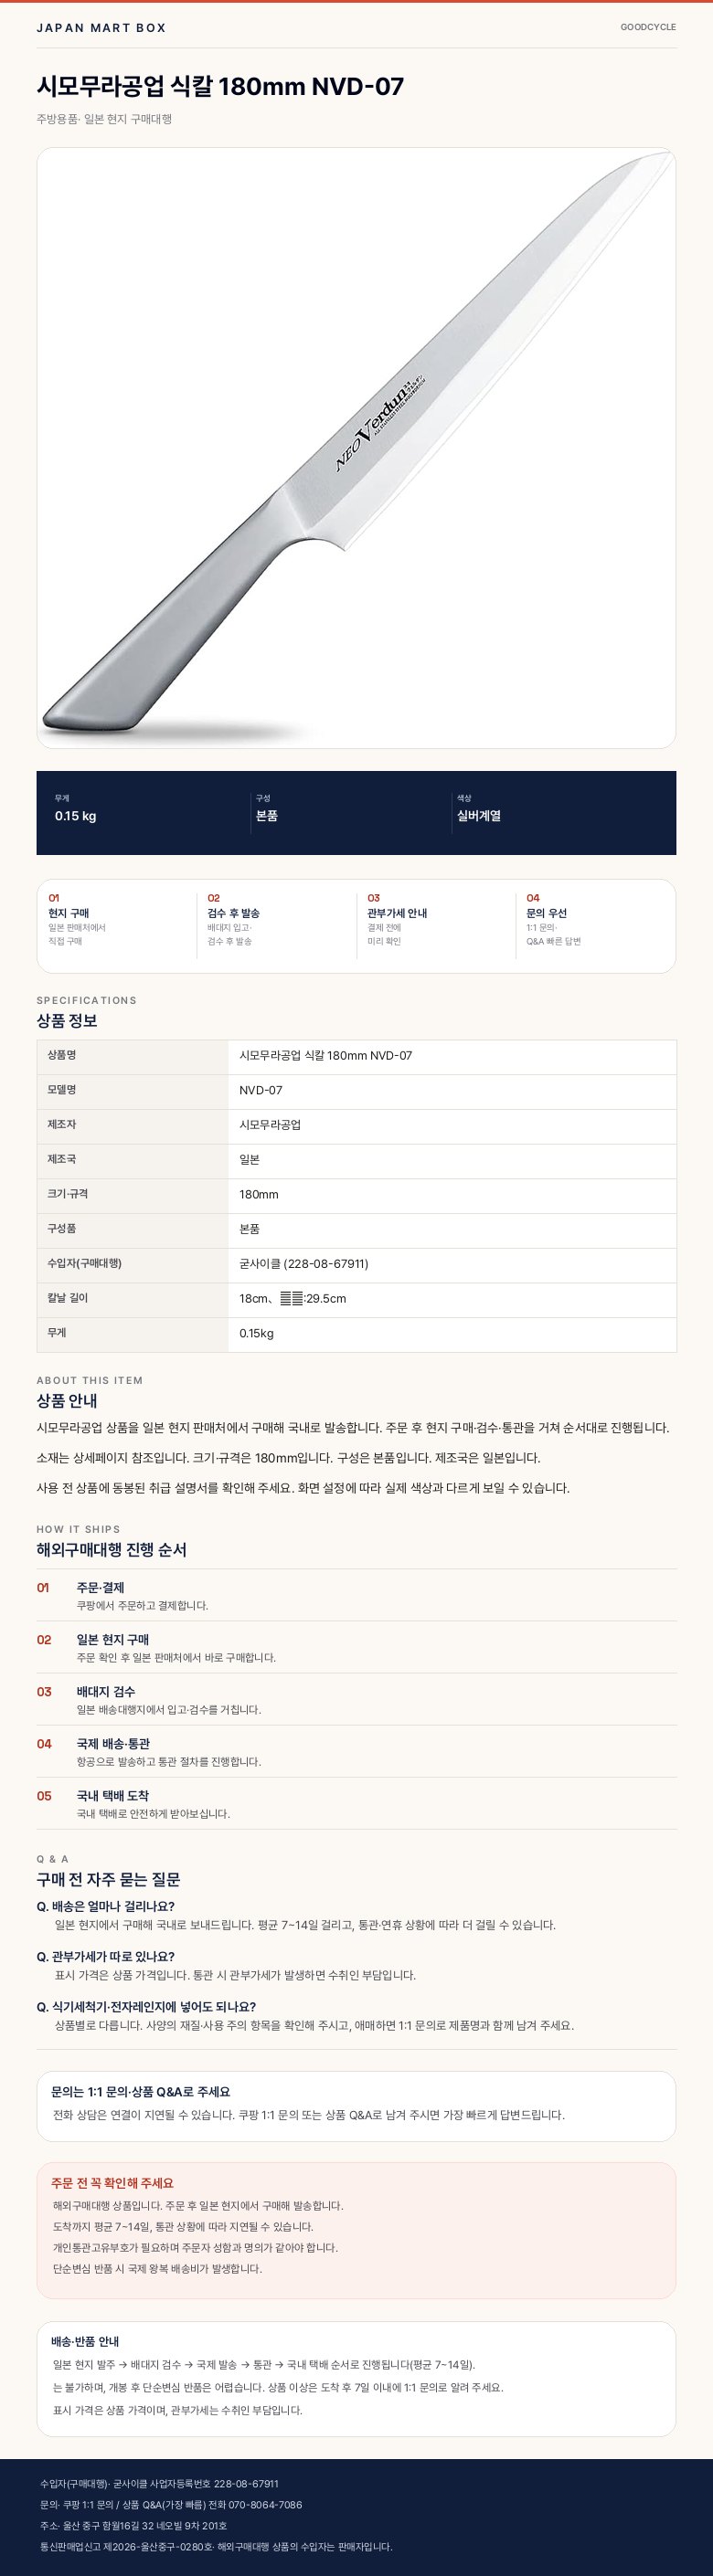 JAPAN MART BOX
GOODCYCLE
시모무라공업 식칼 180mm NVD-07
주방용품· 일본 현지 구매대행
NEO Verdun
무게
0.15 kg
구성
본품
색상
실버계열
01
현지 구매
일본 판매처에서
직접 구매
02
검수 후 발송
배대지 입고·
검수 후 발송
03
관부가세 안내
결제 전에
미리 확인
04
문의 우선
1:1 문의·
Q&A 빠른 답변
SPECIFICATIONS
상품 정보
상품명 시모무라공업 식칼 180mm NVD-07
모델명 NVD-07
제조자 시모무라공업
제조국 일본
크기·규격 180mm
구성품 본품
수입자(구매대행) 굳사이클 (228-08-67911)
칼날 길이 18cm、:29.5cm
무게 0.15kg
ABOUT THIS ITEM
상품 안내
시모무라공업 상품을 일본 현지 판매처에서 구매해 국내로 발송합니다. 주문 후 현지 구매·검수·통관을 거쳐 순서대로 진행됩니다.
소재는 상세페이지 참조입니다. 크기·규격은 180mm입니다. 구성은 본품입니다. 제조국은 일본입니다.
사용 전 상품에 동봉된 취급 설명서를 확인해 주세요. 화면 설정에 따라 실제 색상과 다르게 보일 수 있습니다.
HOW IT SHIPS
해외구매대행 진행 순서
01 주문·결제
쿠팡에서 주문하고 결제합니다.
02 일본 현지 구매
주문 확인 후 일본 판매처에서 바로 구매합니다.
03 배대지 검수
일본 배송대행지에서 입고·검수를 거칩니다.
04 국제 배송·통관
항공으로 발송하고 통관 절차를 진행합니다.
05 국내 택배 도착
국내 택배로 안전하게 받아보십니다.
Q & A
구매 전 자주 묻는 질문
Q. 배송은 얼마나 걸리나요?
일본 현지에서 구매해 국내로 보내드립니다. 평균 7~14일 걸리고, 통관·연휴 상황에 따라 더 걸릴 수 있습니다.
Q. 관부가세가 따로 있나요?
표시 가격은 상품 가격입니다. 통관 시 관부가세가 발생하면 수취인 부담입니다.
Q. 식기세척기·전자레인지에 넣어도 되나요?
상품별로 다릅니다. 사양의 재질·사용 주의 항목을 확인해 주시고, 애매하면 1:1 문의로 제품명과 함께 남겨 주세요.
문의는 1:1 문의·상품 Q&A로 주세요
전화 상담은 연결이 지연될 수 있습니다. 쿠팡 1:1 문의 또는 상품 Q&A로 남겨 주시면 가장 빠르게 답변드립니다.
주문 전 꼭 확인해 주세요
해외구매대행 상품입니다. 주문 후 일본 현지에서 구매해 발송합니다.
도착까지 평균 7~14일, 통관 상황에 따라 지연될 수 있습니다.
개인통관고유부호가 필요하며 주문자 성함과 명의가 같아야 합니다.
단순변심 반품 시 국제 왕복 배송비가 발생합니다.
배송·반품 안내
일본 현지 발주 → 배대지 검수 → 국제 발송 → 통관 → 국내 택배 순서로 진행됩니다(평균 7~14일).
는 불가하며, 개봉 후 단순변심 반품은 어렵습니다. 상품 이상은 도착 후 7일 이내에 1:1 문의로 알려 주세요.
표시 가격은 상품 가격이며, 관부가세는 수취인 부담입니다.
수입자(구매대행)· 굳사이클 사업자등록번호 228-08-67911
문의· 쿠팡 1:1 문의 / 상품 Q&A(가장 빠름) 전화 070-8064-7086
주소· 울산 중구 함월16길 32 네오빌 9차 201호
통신판매업신고 제2026-울산중구-0280호· 해외구매대행 상품의 수입자는 판매자입니다.